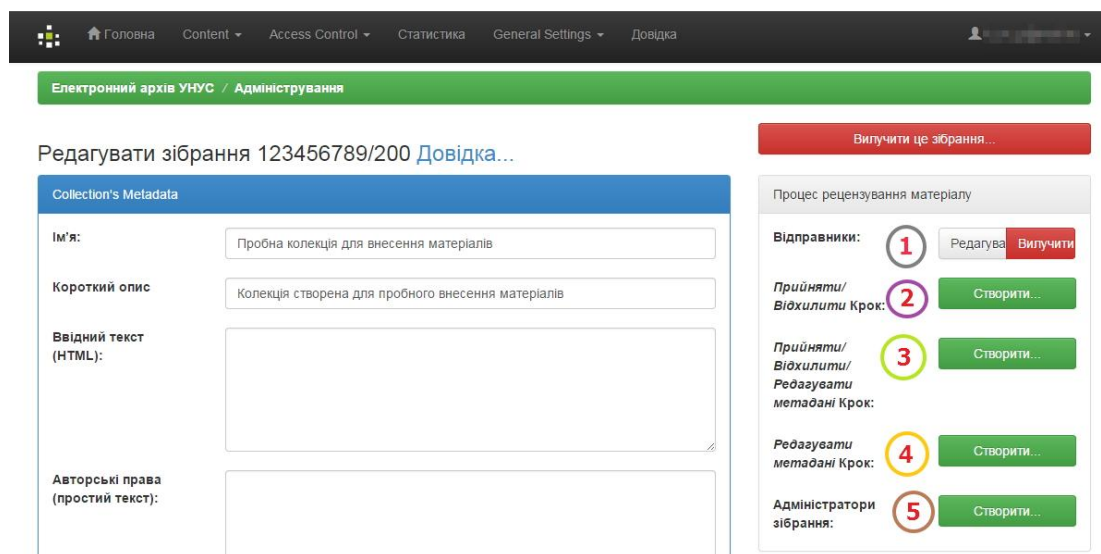 Головна Content Access Control Статистика General Settings Довідка
Електронний архів УНУС / Адміністрування
Редагувати зібрання 123456789/200 Довідка...
Collection's Metadata
Ім'я:
Пробна колекція для внесення матеріалів
Короткий опис
Колекція створена для пробного внесення матеріалів
Ввідний текст
(HTML):
Авторські права
(простий текст):
Вилучити це зібрання...
Процес рецензування матеріалу
Відправники:
1
Редагува Вилучити
Прийняти/
Відхилити Крок:
2
Створити...
Прийняти/
Відхилити/
Редагувати
метадані Крок:
3
Створити...
Редагувати
метадані Крок:
4
Створити...
Адміністратори
зібрання:
5
Створити...